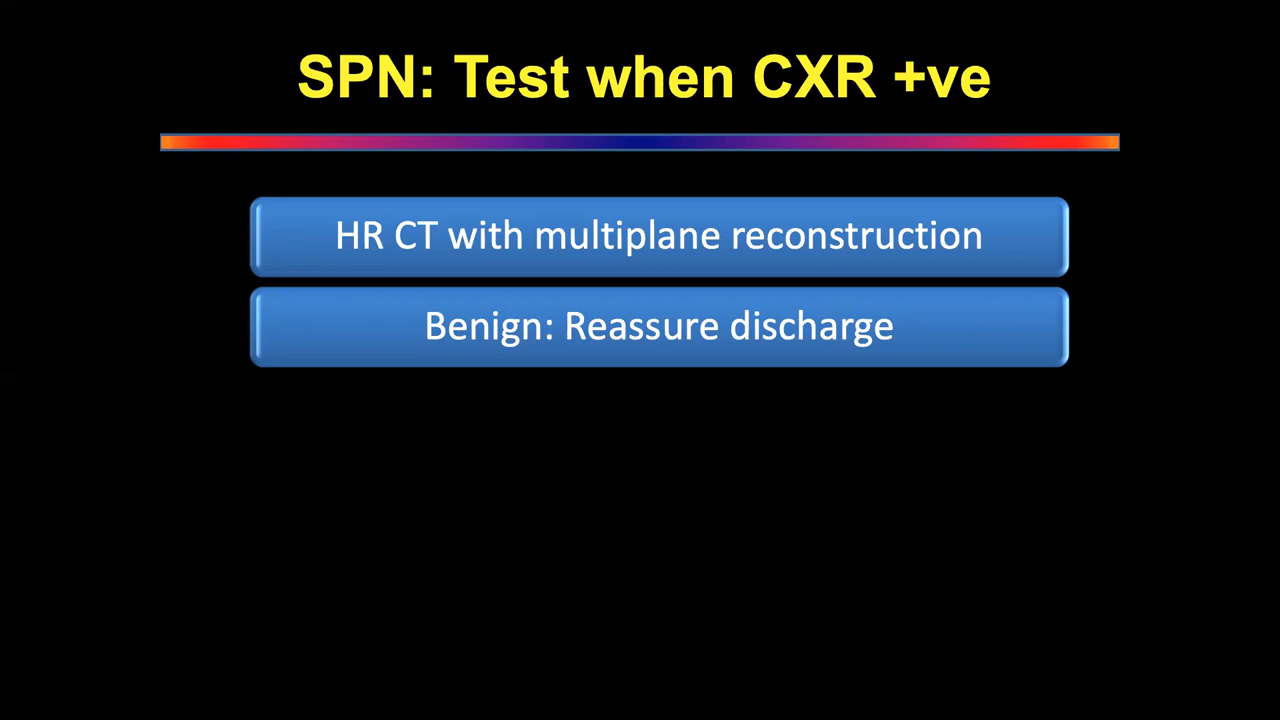 SPN: Test when CXR +ve
HR CT with multiplane reconstruction
Benign: Reassure discharge